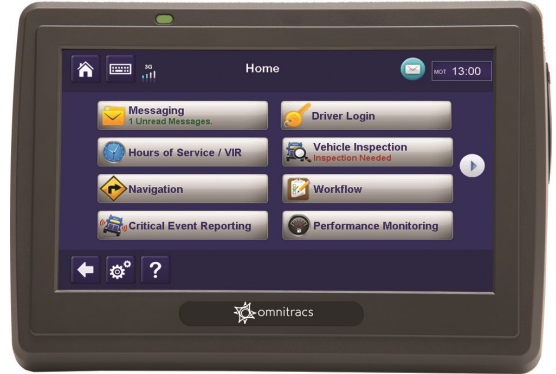 3G
Home
MOT 13:00
Messaging
1 Unread Messages.
Driver Login
Hours of Service / VIR
Vehicle Inspection
Inspection Needed
Navigation
Workflow
Critical Event Reporting
Performance Monitoring
?
omnitracs